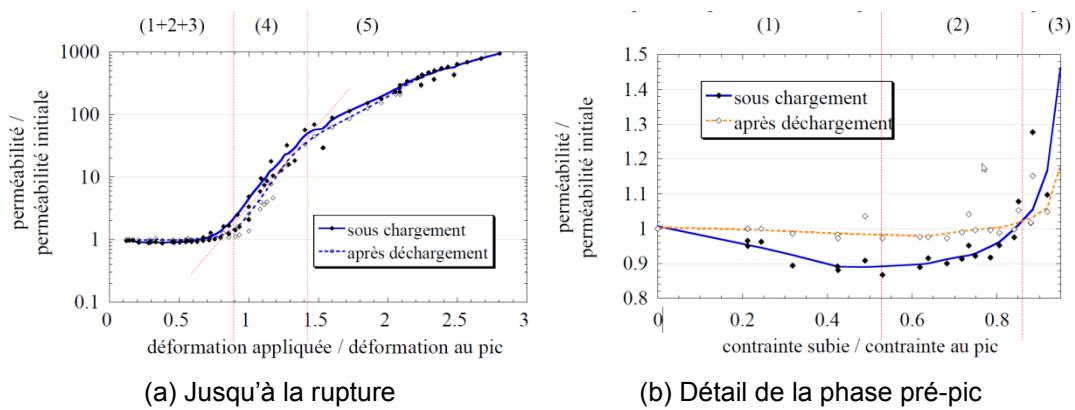 (1+2+3) (4) (5)
1000
100
10
1
0.1
perméabilité /
perméabilité initiale
sous chargement
après déchargement
0 0.5 1 1.5 2 2.5 3
déformation appliquée / déformation au pic
(a) Jusqu'à la rupture
(1) (2) (3)
1.5
1.4
1.3
1.2
1.1
1
0.9
0.8
perméabilité /
perméabilité initiale
sous chargement
après déchargement
0 0.2 0.4 0.6 0.8
contrainte subie / contrainte au pic
(b) Détail de la phase pré-pic